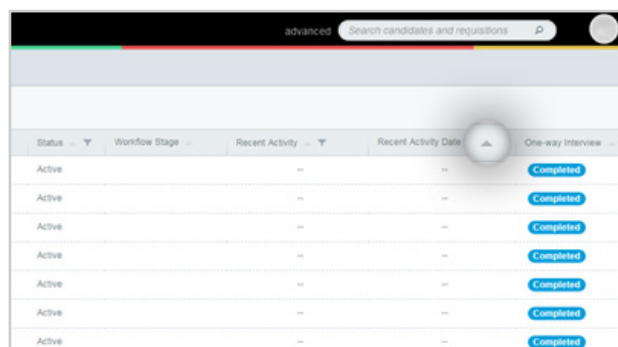 advanced Search candidates and requisitions
Status Workflow Stage Recent Activity Recent Activity Date One-way Interview
Active -- -- Completed
Active -- -- Completed
Active -- -- Completed
Active -- -- Completed
Active -- -- Completed
Active -- -- Completed
Active -- -- Completed